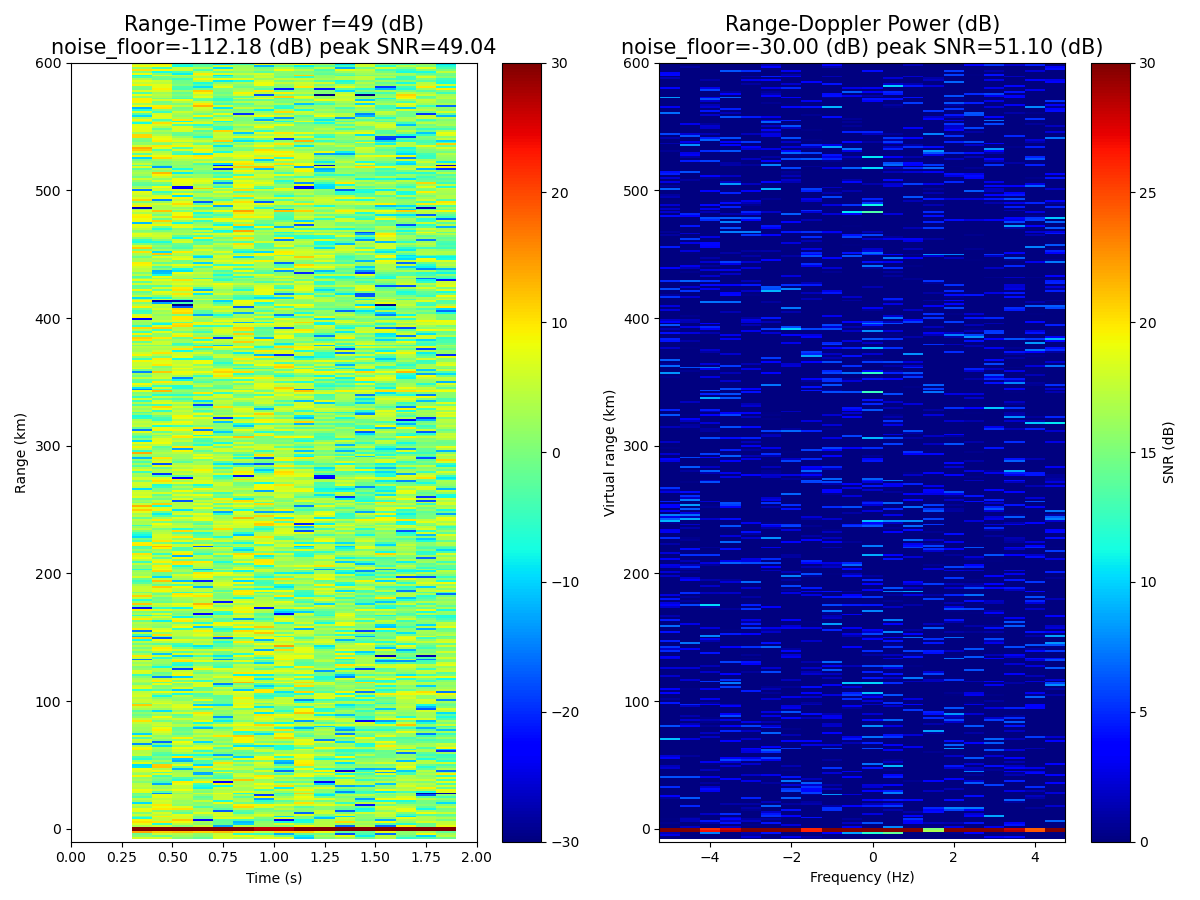 Range-Time Power f=49 (dB)
noise_floor=-112.18 (dB) peak SNR=49.04
Range-Doppler Power (dB)
noise_floor=-30.00 (dB) peak SNR=51.10 (dB)
600
500
400
300
200
100
0
Range (km)
0.00 0.25 0.50 0.75 1.00 1.25 1.50 1.75 2.00
Time (s)
30
20
10
0
−10
−20
−30
600
500
400
300
200
100
0
Virtual range (km)
−4 −2 0 2 4
Frequency (Hz)
30
25
20
15
10
5
0
SNR (dB)